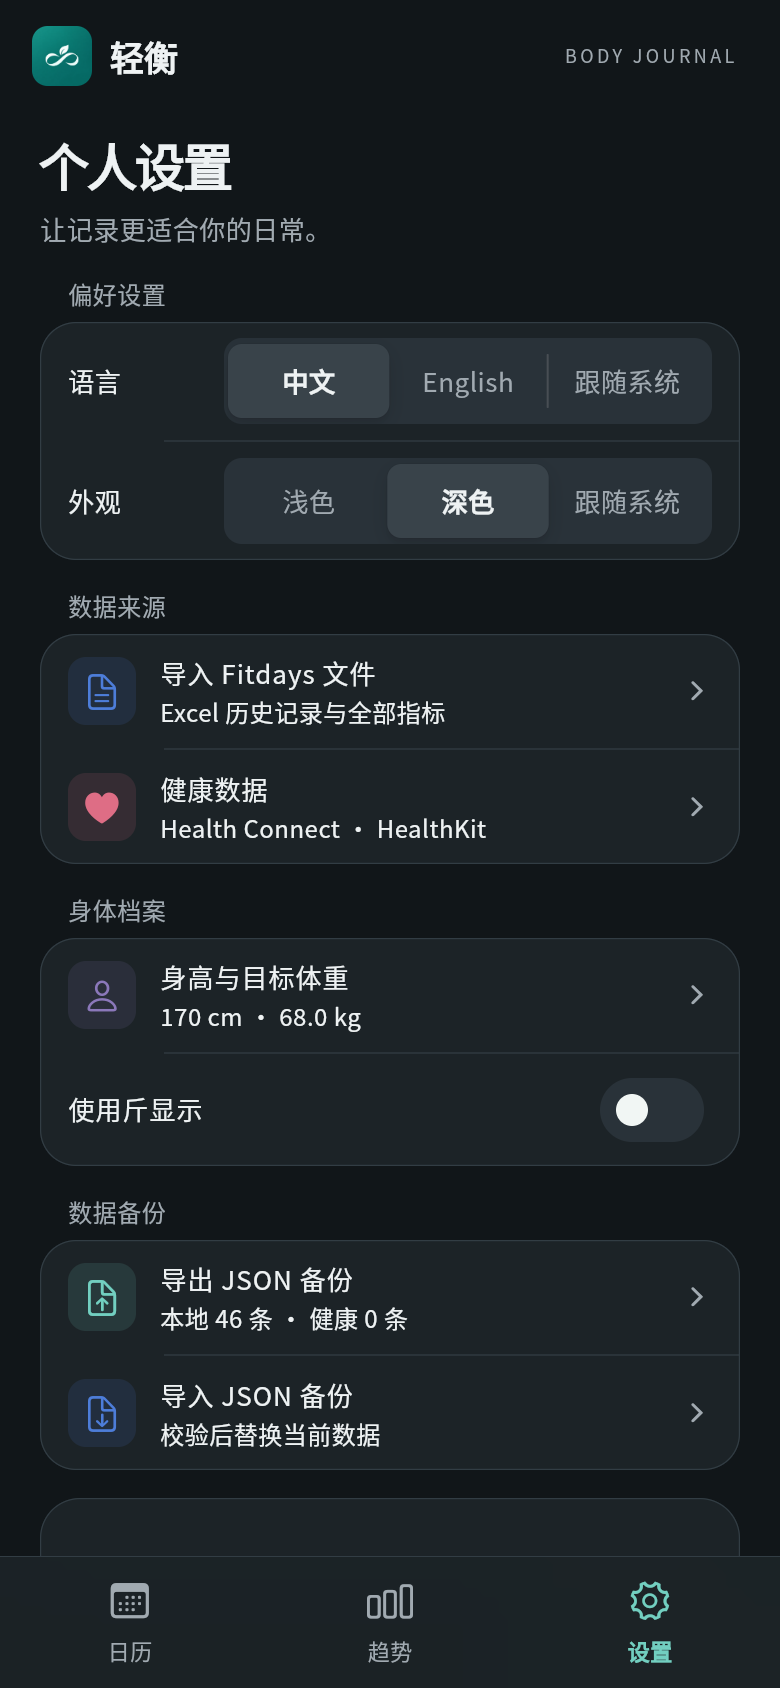 轻衡
BODY JOURNAL
个人设置
让记录更适合你的日常。
偏好设置
语言
中文
English
跟随系统
外观
浅色
深色
跟随系统
数据来源
导入 Fitdays 文件
Excel 历史记录与全部指标
健康数据
Health Connect • HealthKit
身体档案
身高与目标体重
170 cm • 68.0 kg
使用斤显示
数据备份
导出 JSON 备份
本地 46 条 • 健康 0 条
导入 JSON 备份
校验后替换当前数据
日历
趋势
设置